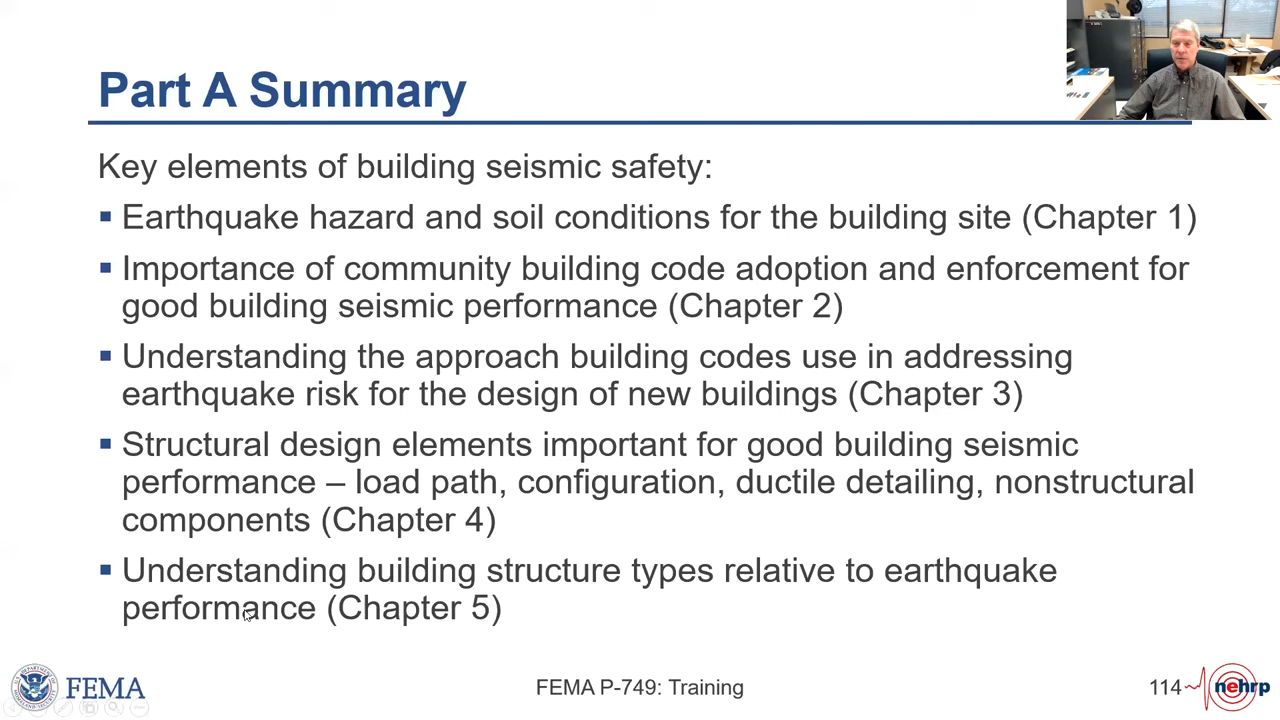 Part A Summary
Key elements of building seismic safety:
▪ Earthquake hazard and soil conditions for the building site (Chapter 1)
▪ Importance of community building code adoption and enforcement for
good building seismic performance (Chapter 2)
▪ Understanding the approach building codes use in addressing
earthquake risk for the design of new buildings (Chapter 3)
▪ Structural design elements important for good building seismic
performance – load path, configuration, ductile detailing, nonstructural
components (Chapter 4)
▪ Understanding building structure types relative to earthquake
performance (Chapter 5)
FEMA
FEMA P-749: Training
114
nehrp